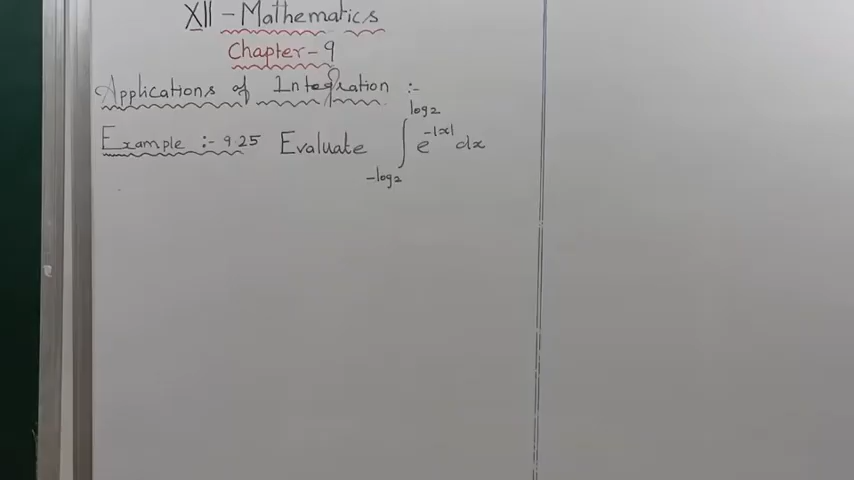 XII - Mathematics
Chapter - 9
Applications of Integration :-
Example :- 9.25 Evaluate ∫_{-log2}^{log2} e^{-|x|} dx